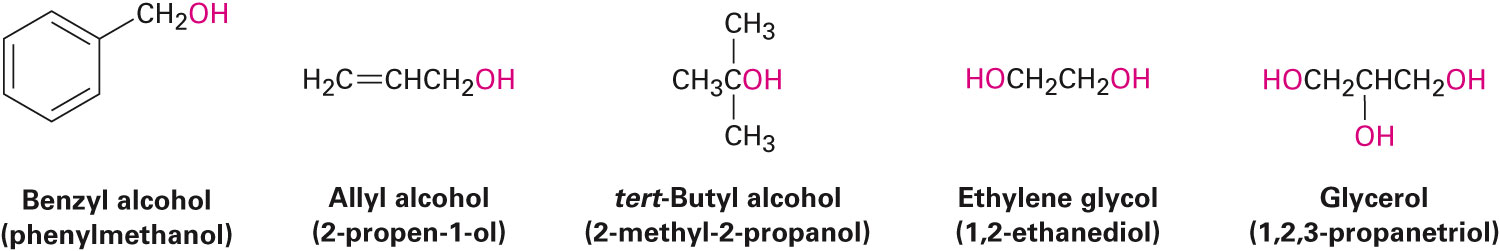 CH2OH
Benzyl alcohol
(phenylmethanol)
H2C=CHCH2OH
Allyl alcohol
(2-propen-1-ol)
CH3
CH3COH
CH3
tert-Butyl alcohol
(2-methyl-2-propanol)
HOCH2CH2OH
Ethylene glycol
(1,2-ethanediol)
HOCH2CHCH2OH
OH
Glycerol
(1,2,3-propanetriol)